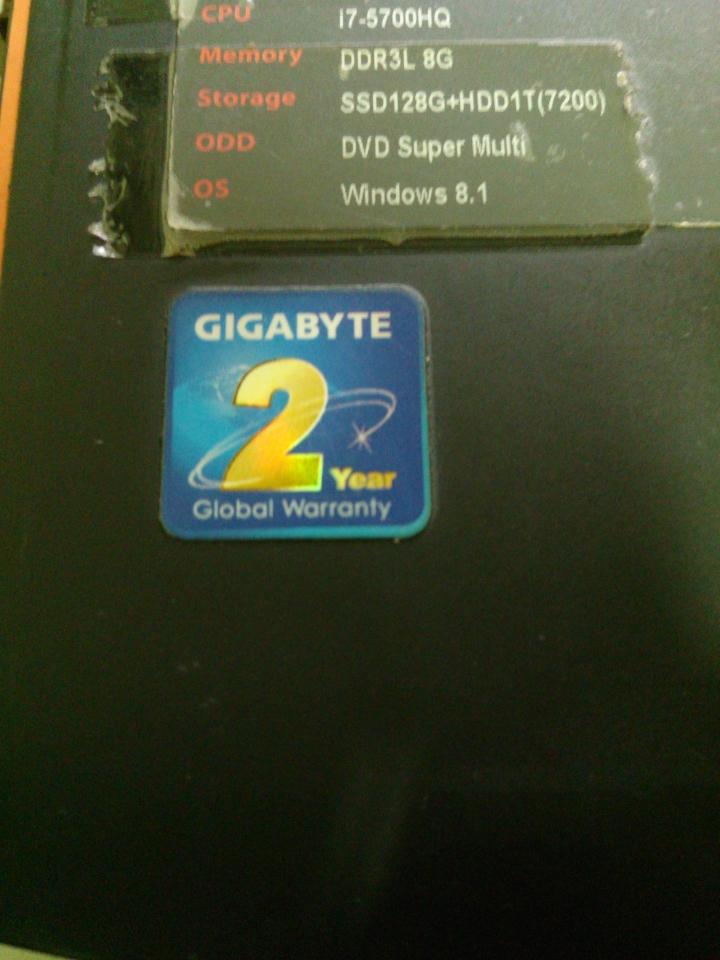 CPU i7-5700HQ
Memory DDR3L 8G
Storage SSD128G+HDD1T(7200)
ODD DVD Super Multi
OS Windows 8.1
GIGABYTE
2 Year
Global Warranty